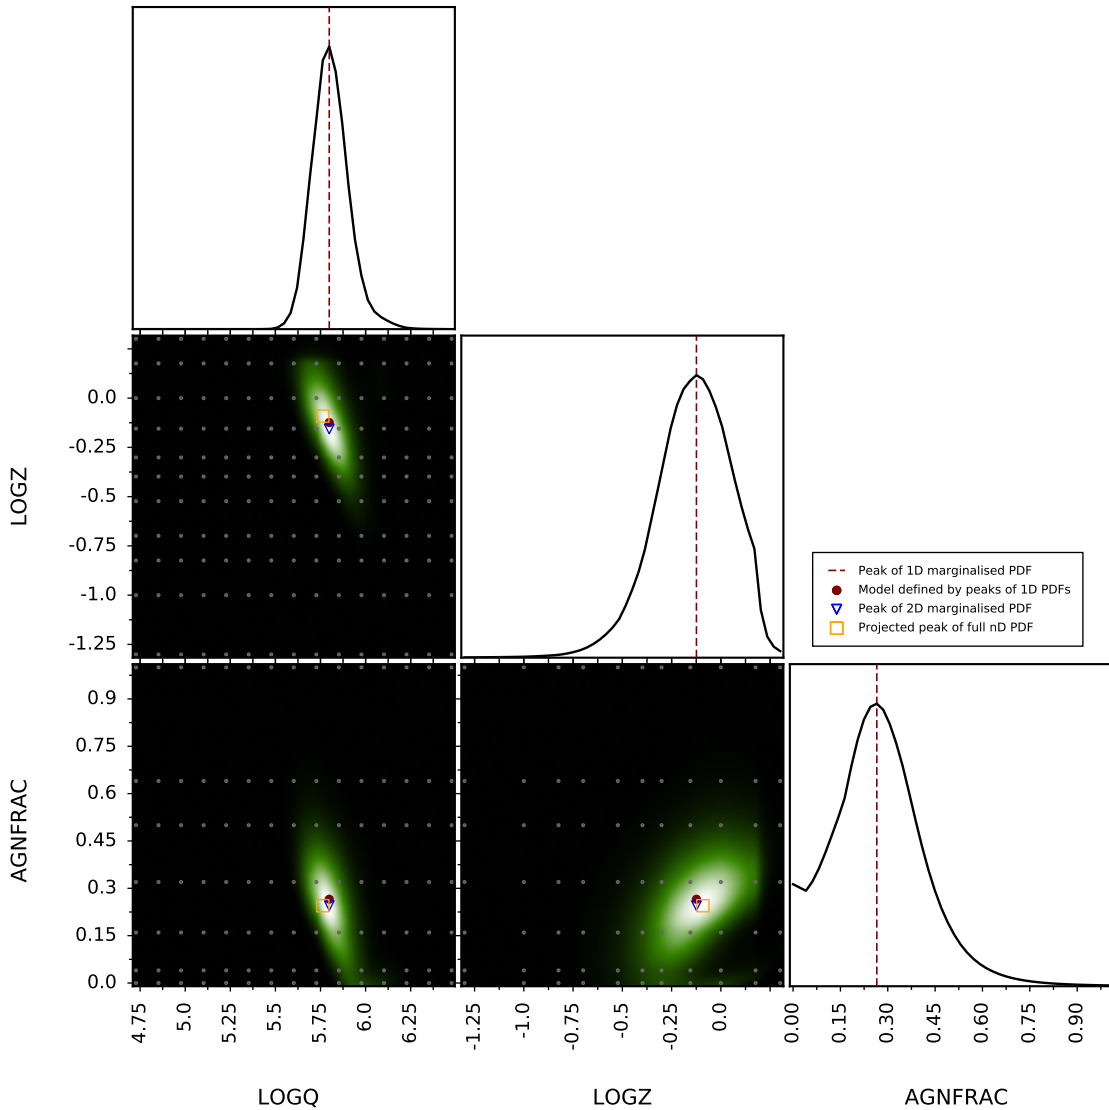 LOGZ
0.0
-0.25
-0.5
-0.75
-1.0
-1.25
Peak of 1D marginalised PDF
Model defined by peaks of 1D PDFs
Peak of 2D marginalised PDF
Projected peak of full nD PDF
AGNFRAC
0.9
0.75
0.6
0.45
0.3
0.15
0.0
4.75 5.0 5.25 5.5 5.75 6.0 6.25
-1.25 -1.0 -0.75 -0.5 -0.25 0.0
0.00 0.15 0.30 0.45 0.60 0.75 0.90
LOGQ LOGZ AGNFRAC